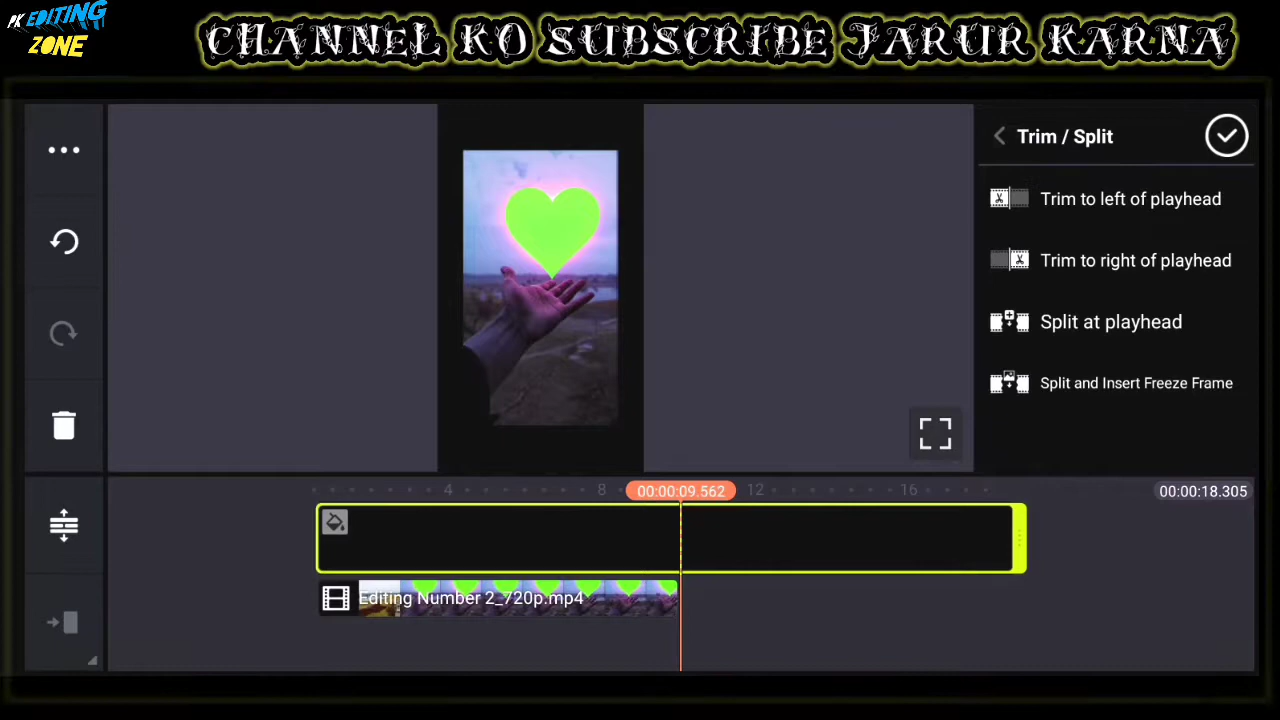 PK EDITING
ZONE
CHANNEL KO SUBSCRIBE JARUR KARNA
Trim / Split
Trim to left of playhead
Trim to right of playhead
Split at playhead
Split and Insert Freeze Frame
4 8 00:00:09.562 12 16 00:00:18.305
Editing Number 2_720p.mp4